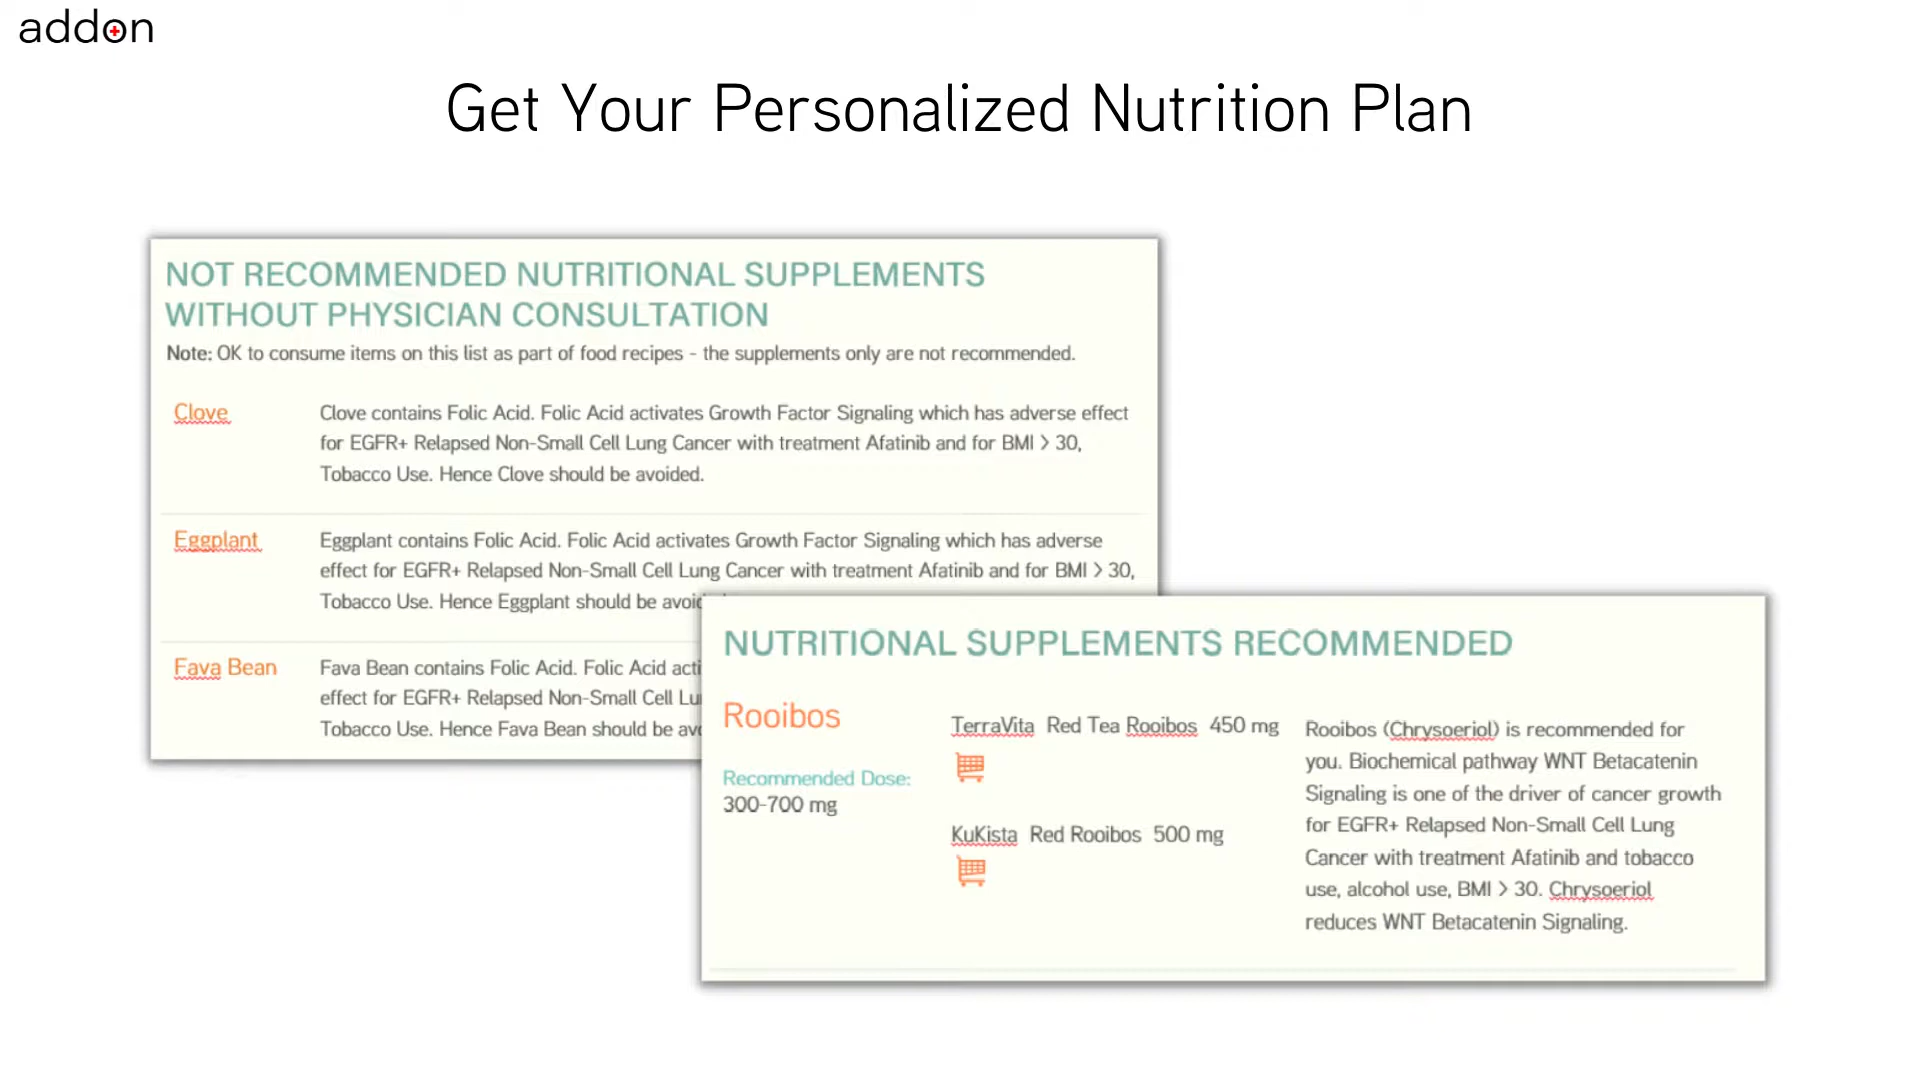 addon
Get Your Personalized Nutrition Plan
NOT RECOMMENDED NUTRITIONAL SUPPLEMENTS
WITHOUT PHYSICIAN CONSULTATION
Note: OK to consume items on this list as part of food recipes - the supplements only are not recommended.
Clove
Clove contains Folic Acid. Folic Acid activates Growth Factor Signaling which has adverse effect
for EGFR+ Relapsed Non-Small Cell Lung Cancer with treatment Afatinib and for BMI > 30,
Tobacco Use. Hence Clove should be avoided.
Eggplant
Eggplant contains Folic Acid. Folic Acid activates Growth Factor Signaling which has adverse
effect for EGFR+ Relapsed Non-Small Cell Lung Cancer with treatment Afatinib and for BMI > 30,
Tobacco Use. Hence Eggplant should be
Fava Bean
Fava Bean contains Folic Acid. Folic Acid
effect for EGFR+ Relapsed Non-Small Cell
Tobacco Use. Hence Fava Bean should be
NUTRITIONAL SUPPLEMENTS RECOMMENDED
Rooibos
Recommended Dose:
300-700 mg
TerraVita Red Tea Rooibos 450 mg
KuKista Red Rooibos 500 mg
Rooibos (Chrysoeriol) is recommended for
you. Biochemical pathway WNT Betacatenin
Signaling is one of the driver of cancer growth
for EGFR+ Relapsed Non-Small Cell Lung
Cancer with treatment Afatinib and tobacco
use, alcohol use, BMI > 30. Chrysoeriol
reduces WNT Betacatenin Signaling.